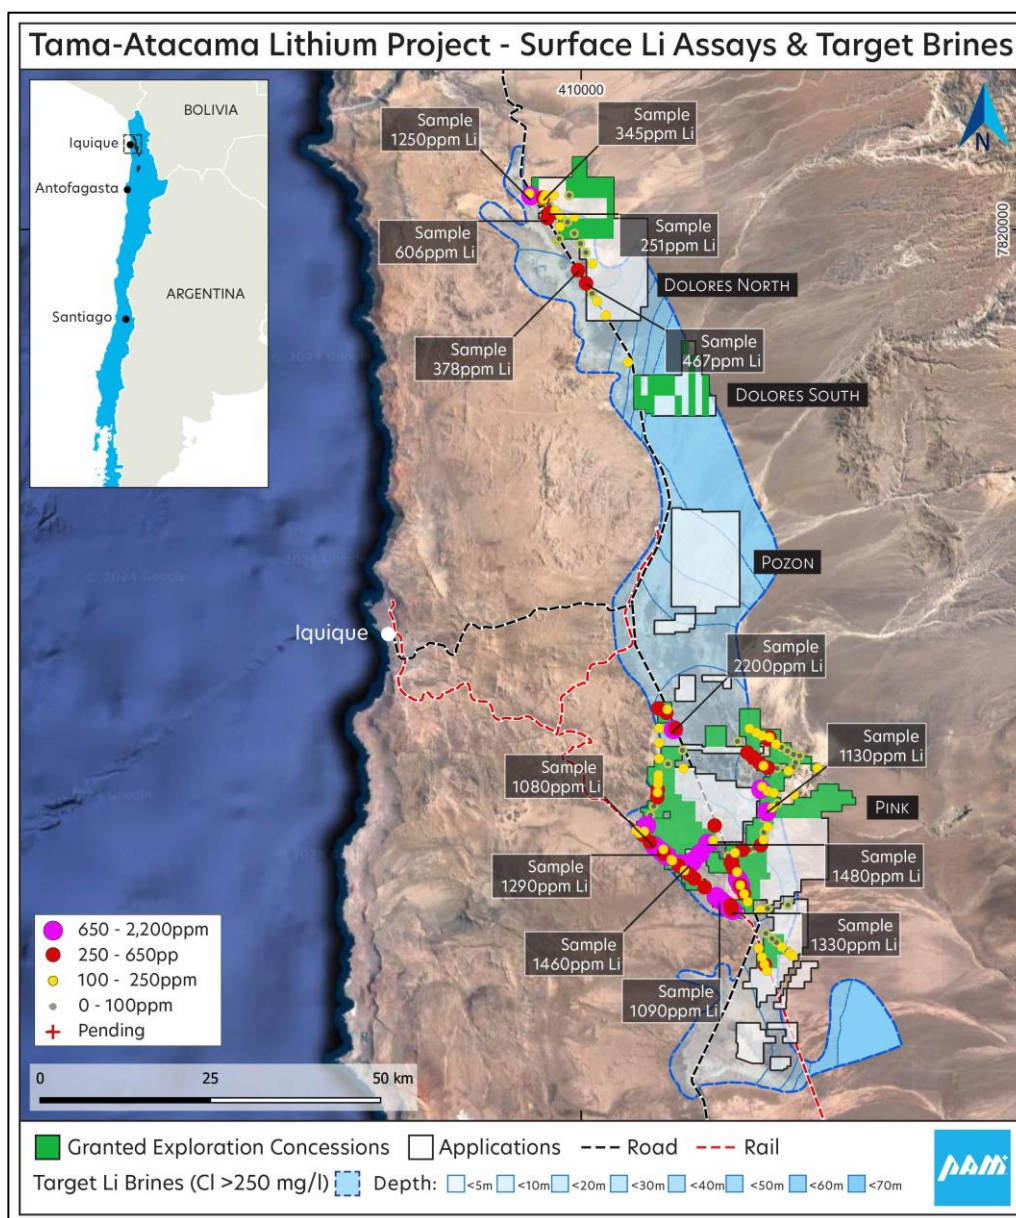 Tama-Atacama Lithium Project - Surface Li Assays & Target Brines
BOLIVIA
Iquique
Antofagasta
ARGENTINA
Santiago
410000
N
7820000
Sample
1250ppm Li
Sample
345ppm Li
Sample
606ppm Li
Sample
251ppm Li
DOLORES NORTH
Sample
378ppm Li
Sample
467ppm Li
DOLORES SOUTH
POZON
Iquique
Sample
2200ppm Li
Sample
1130ppm Li
Sample
1080ppm Li
PINK
Sample
1290ppm Li
Sample
1480ppm Li
Sample
1460ppm Li
Sample
1330ppm Li
Sample
1090ppm Li
650 - 2,200ppm
250 - 650pp
100 - 250ppm
0 - 100ppm
Pending
0 25 50 km
Granted Exploration Concessions Applications Road Rail
Target Li Brines (Cl >250 mg/l) Depth: <5m <10m <20m <30m <40m <50m <60m <70m
PAM